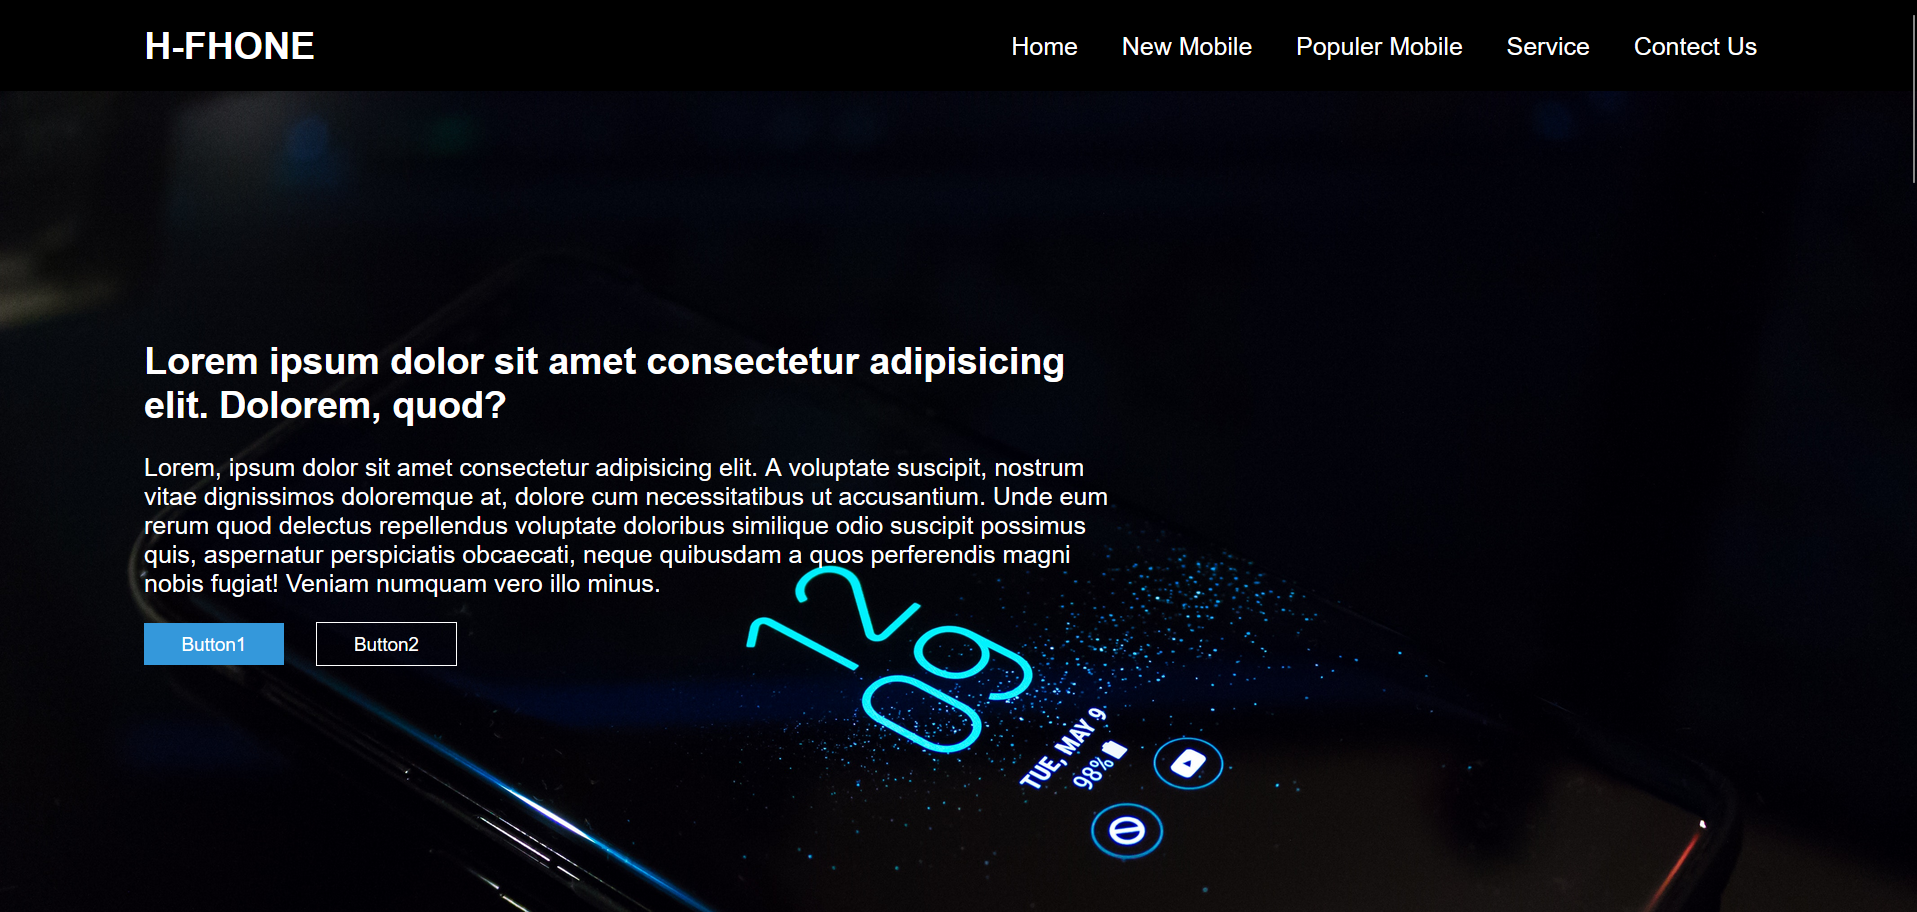 H-FHONE
Home New Mobile Populer Mobile Service Contect Us
Lorem ipsum dolor sit amet consectetur adipisicing
elit. Dolorem, quod?
Lorem, ipsum dolor sit amet consectetur adipisicing elit. A voluptate suscipit, nostrum
vitae dignissimos doloremque at, dolore cum necessitatibus ut accusantium. Unde eum
rerum quod delectus repellendus voluptate doloribus similique odio suscipit possimus
quis, aspernatur perspiciatis obcaecati, neque quibusdam a quos perferendis magni
nobis fugiat! Veniam numquam vero illo minus.
Button1 Button2
12
09
TUE, MAY 9
98%